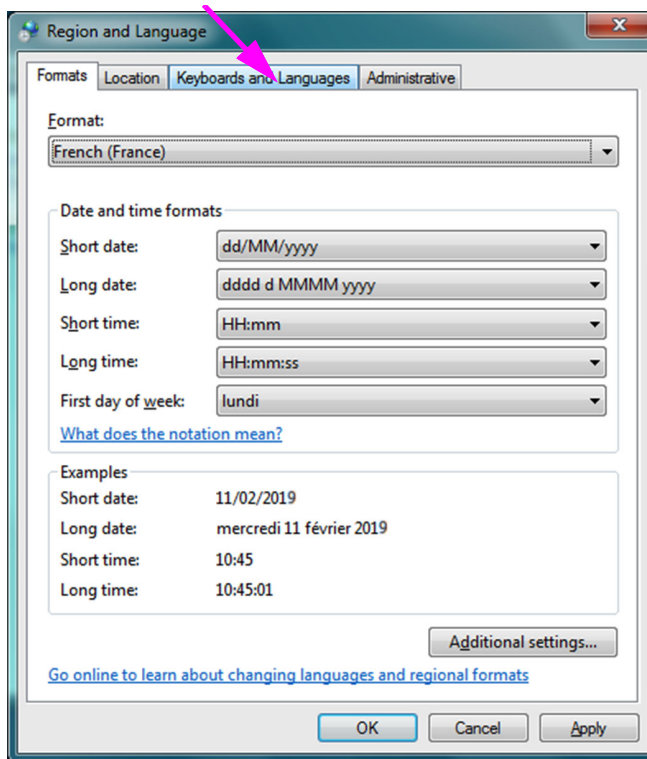 Region and Language
Formats Location Keyboards and Languages Administrative
Format:
French (France)
Date and time formats
Short date: dd/MM/yyyy
Long date: dddd d MMMM yyyy
Short time: HH:mm
Long time: HH:mm:ss
First day of week: lundi
What does the notation mean?
Examples
Short date: 11/02/2019
Long date: mercredi 11 février 2019
Short time: 10:45
Long time: 10:45:01
Additional settings...
Go online to learn about changing languages and regional formats
OK Cancel Apply